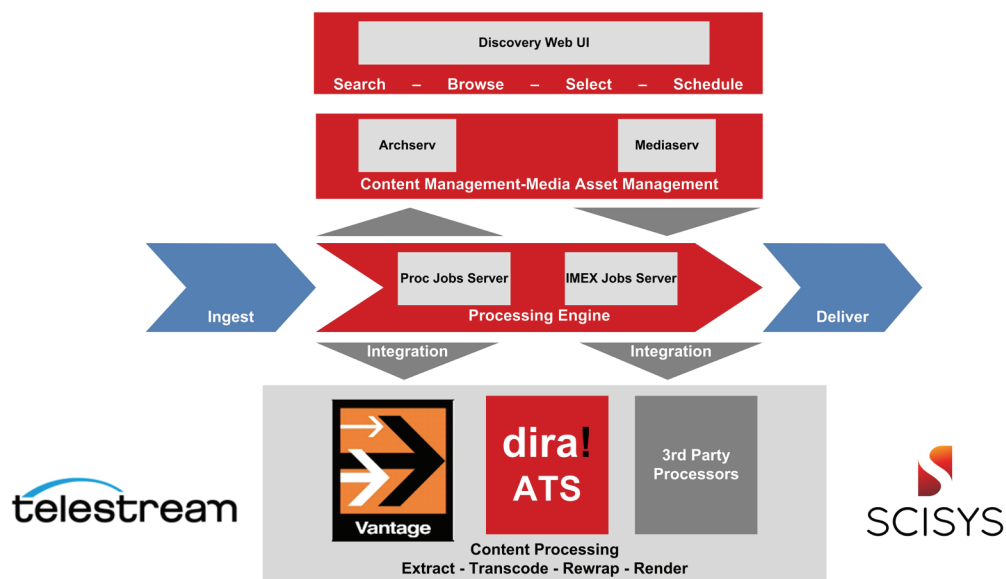 Discovery Web UI
Search – Browse – Select – Schedule
Archserv Mediaserv
Content Management-Media Asset Management
Proc Jobs Server IMEX Jobs Server
Ingest Processing Engine Deliver
Integration Integration
dira!
ATS
3rd Party
Processors
telestream
SCISYS
Vantage
Content Processing
Extract - Transcode - Rewrap - Render